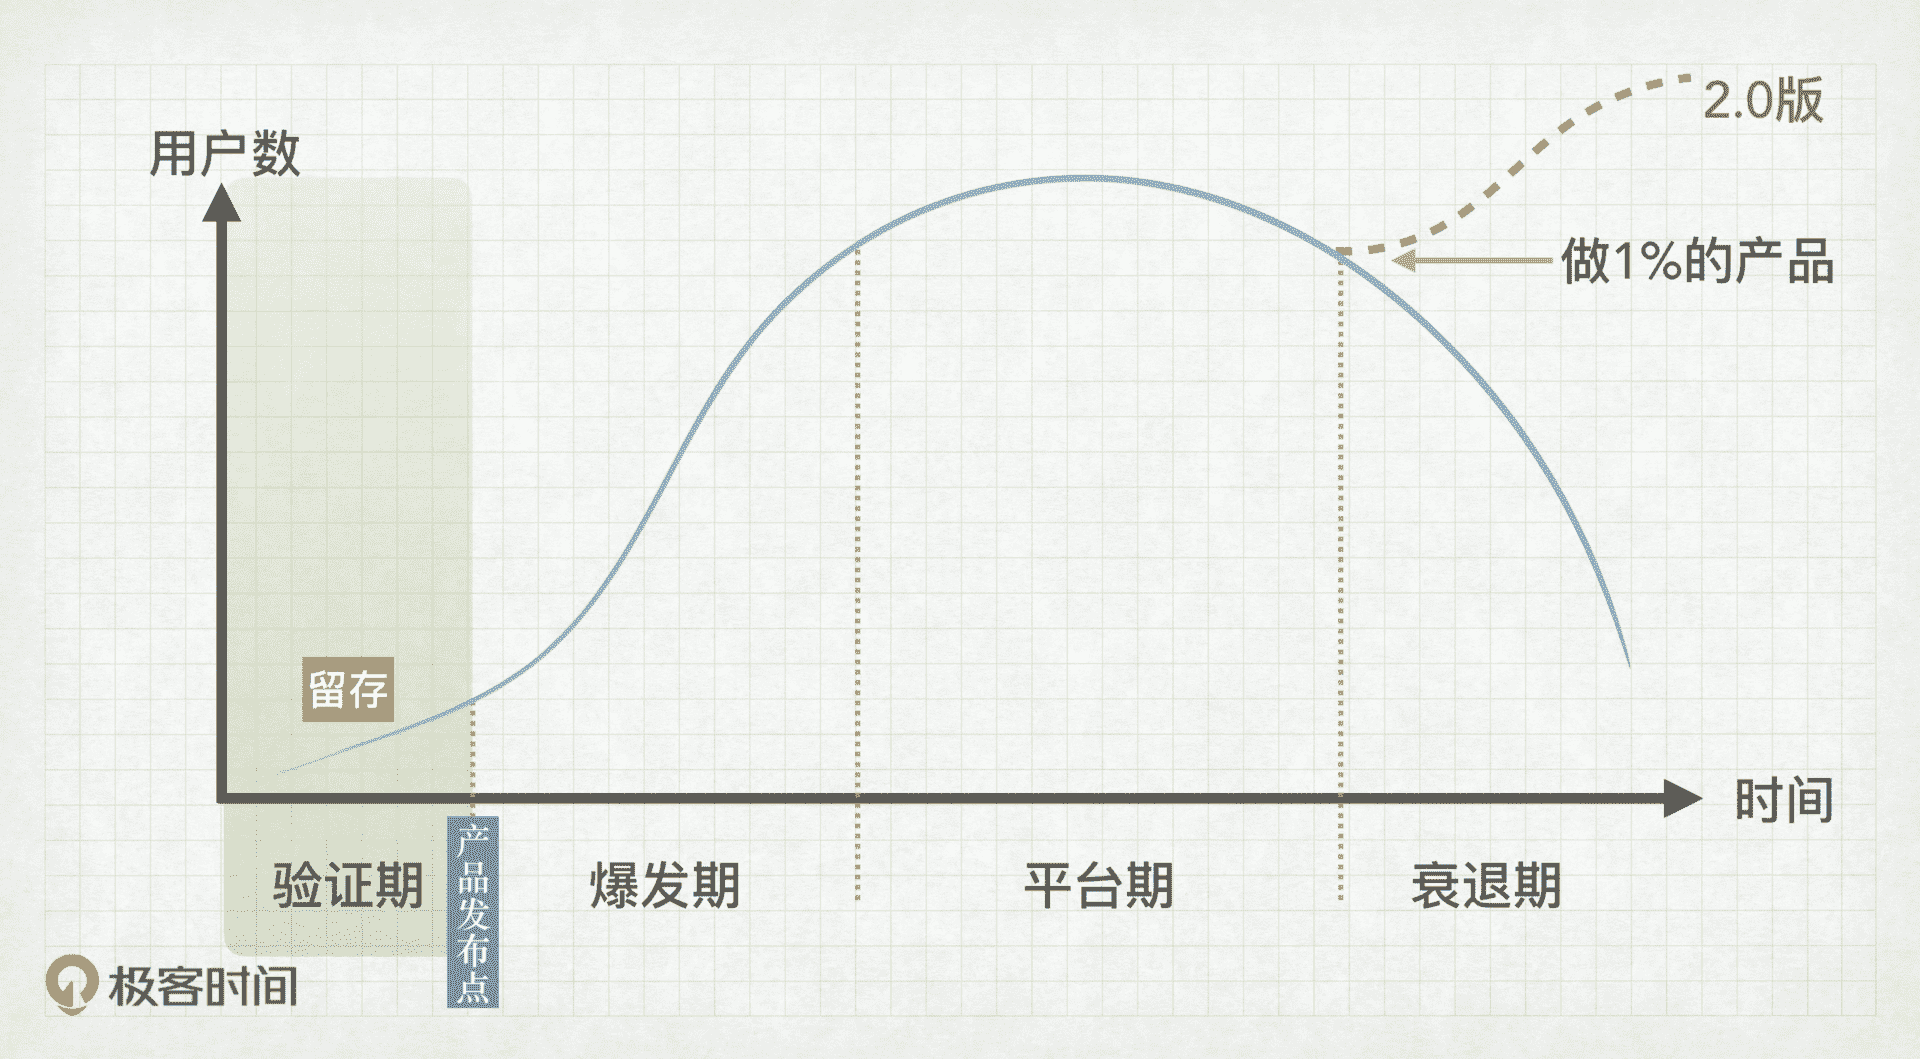 2.0版
用户数
做1%的产品
留存
时间
验证期
爆发期
平台期
衰退期
产品发布点
极客时间